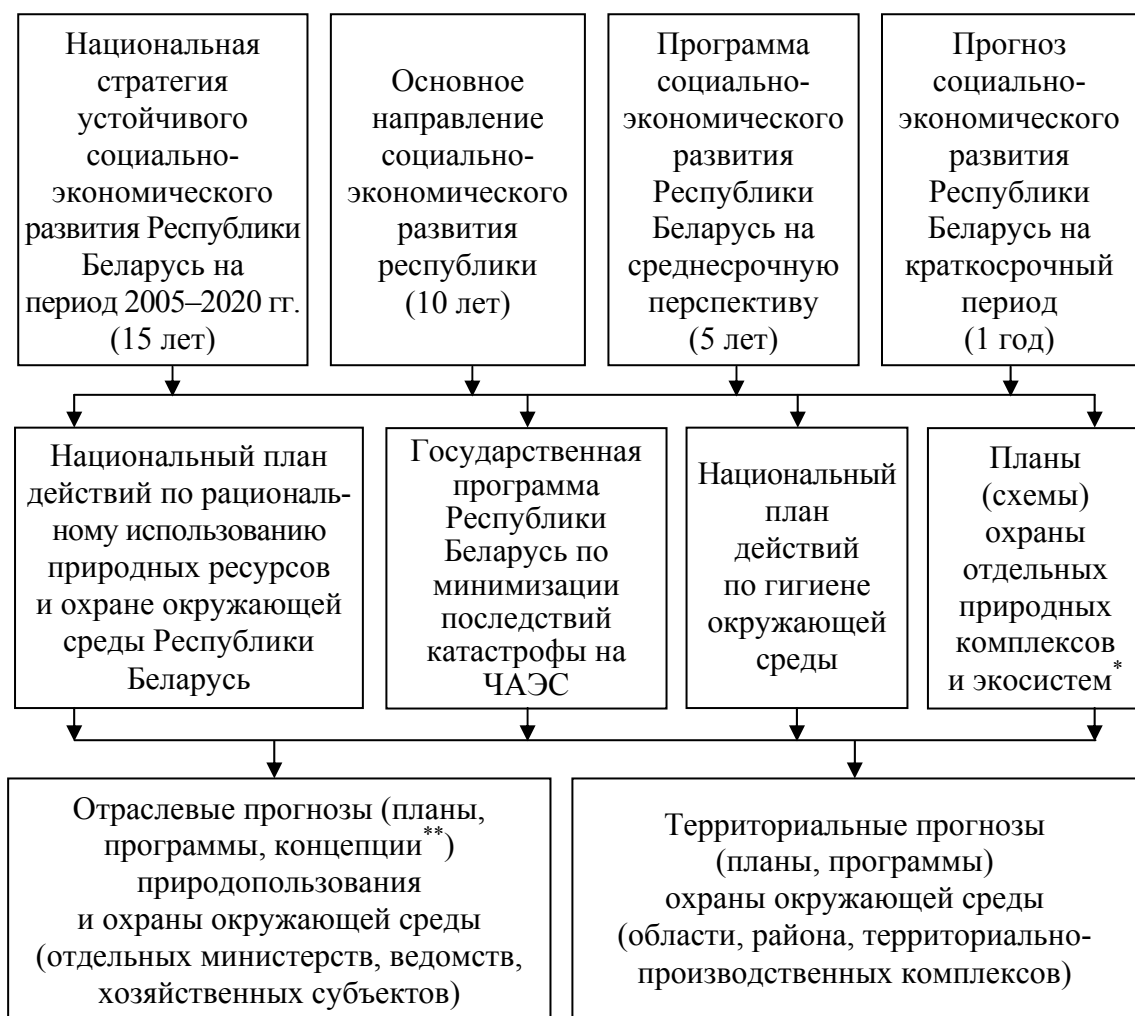 Национальная
стратегия
устойчивого
социально-
экономического
развития Республики
Беларусь на
период 2005–2020 гг.
(15 лет)
Основное
направление
социально-
экономического
развития
республики
(10 лет)
Программа
социально-
экономического
развития
Республики
Беларусь на
среднесрочную
перспективу
(5 лет)
Прогноз
социально-
экономического
развития
Республики
Беларусь на
краткосрочный
период
(1 год)
Национальный план
действий по рациональ-
ному использованию
природных ресурсов
и охране окружающей
среды Республики
Беларусь
Государственная
программа
Республики
Беларусь по
минимизации
последствий
катастрофы на
ЧАЭС
Национальный
план
действий
по гигиене
окружающей
среды
Планы
(схемы)
охраны
отдельных
природных
комплексов
и экосистем*
Отраслевые прогнозы (планы,
программы, концепции**)
природопользования
и охраны окружающей среды
(отдельных министерств, ведомств,
хозяйственных субъектов)
Территориальные прогнозы
(планы, программы)
охраны окружающей среды
(области, района, территориально-
производственных комплексов)